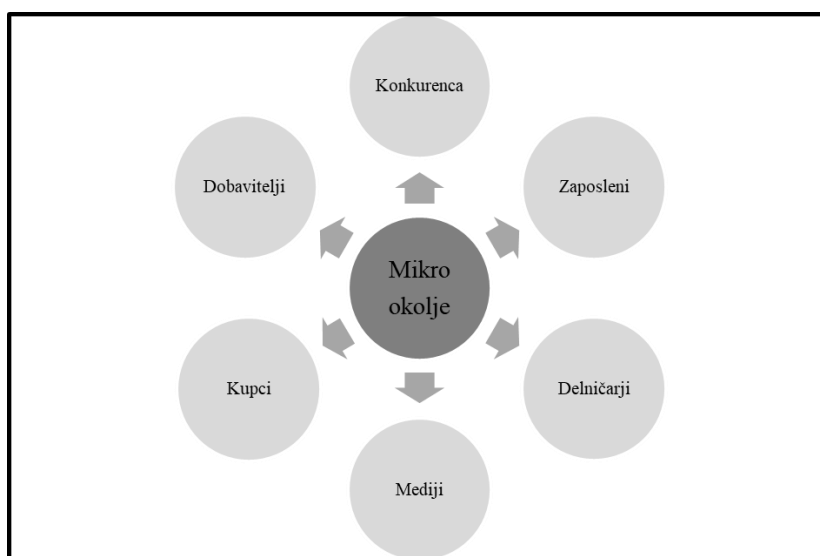 Konkurenca
Dobavitelji
Zaposleni
Mikro
okolje
Kupci
Delničarji
Mediji